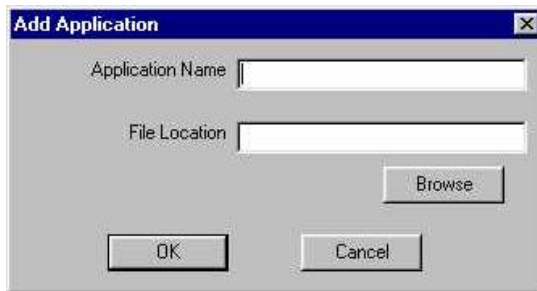 Add Application
Application Name
File Location
Browse
OK Cancel